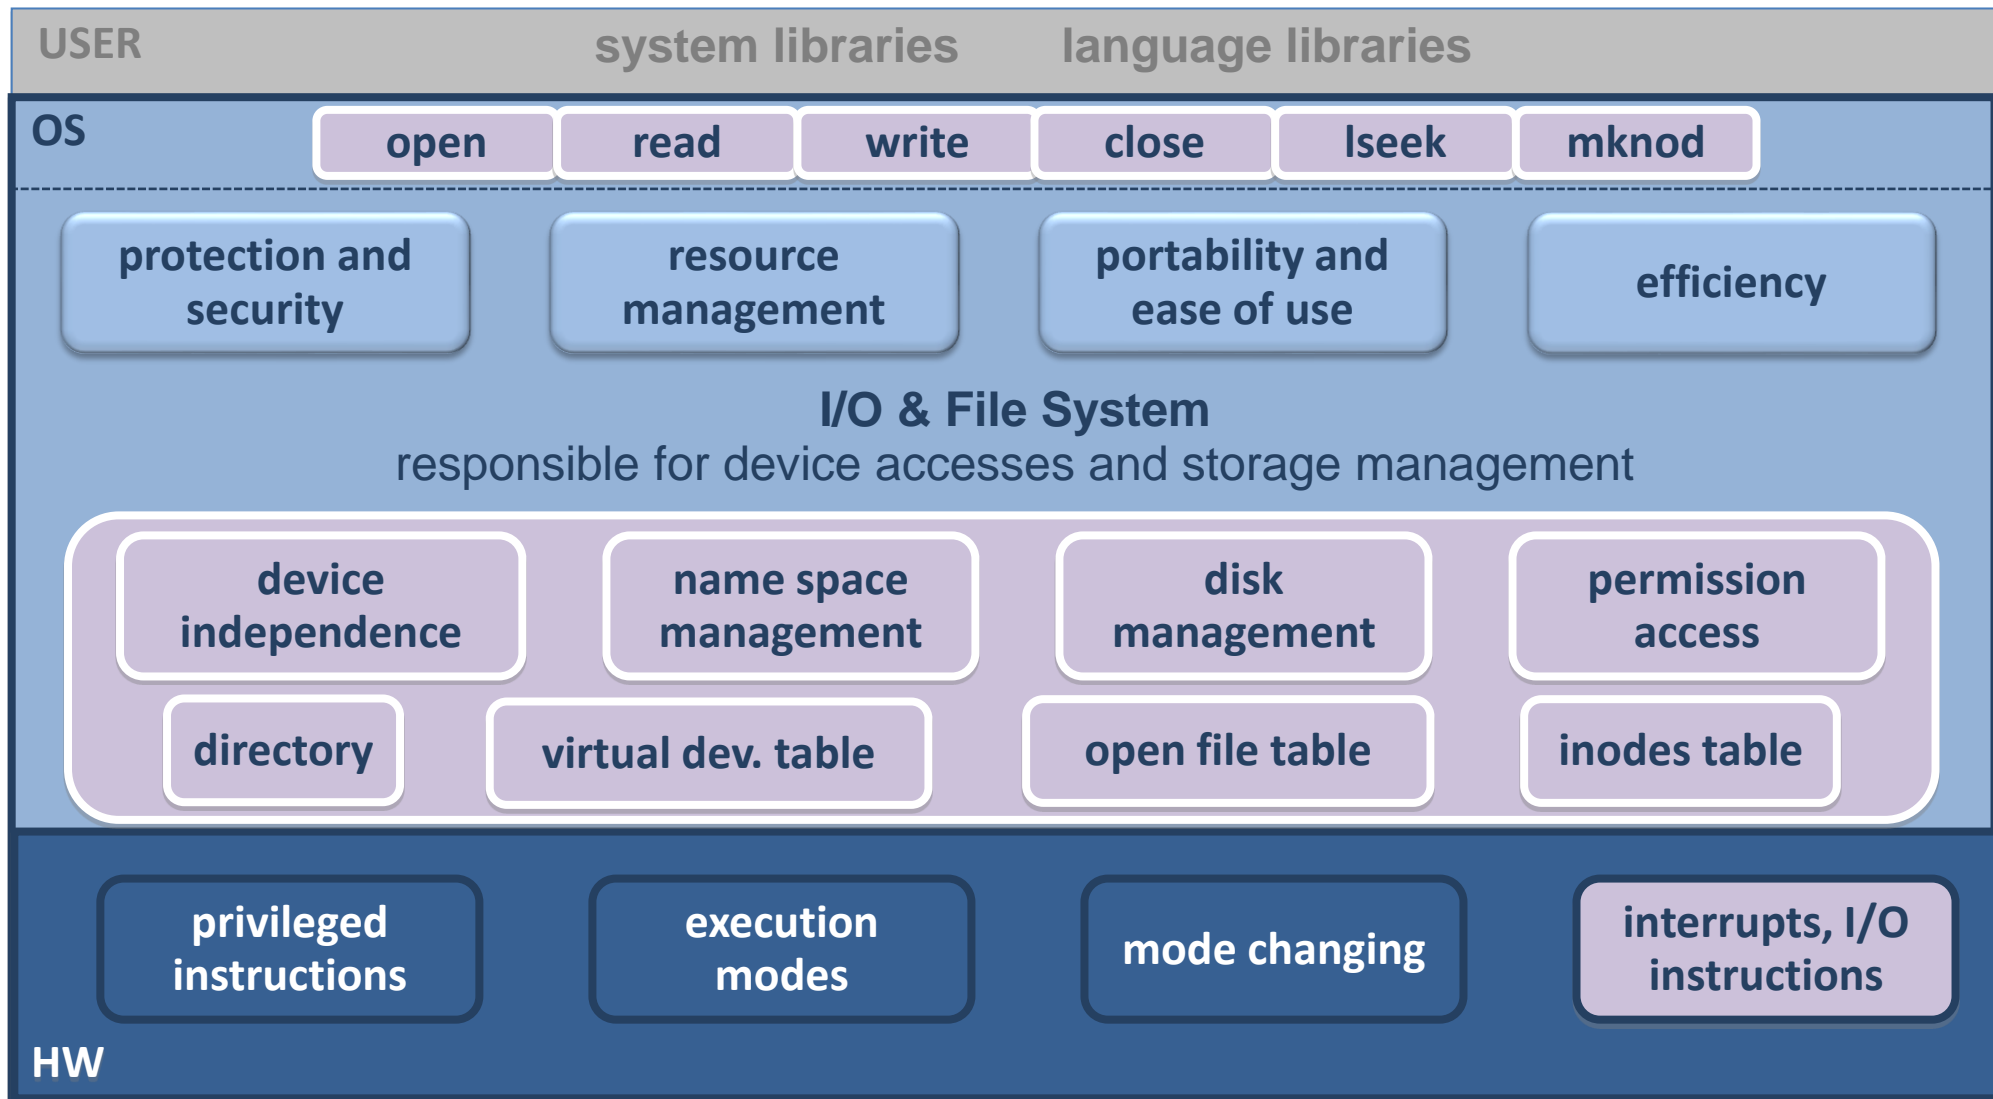 USER system libraries language libraries
OS
open read write close lseek mknod
protection and
security
resource
management
portability and
ease of use
efficiency
I/O & File System
responsible for device accesses and storage management
device
independence
name space
management
disk
management
permission
access
directory
virtual dev. table
open file table
inodes table
privileged
instructions
execution
modes
mode changing
interrupts, I/O
instructions
HW